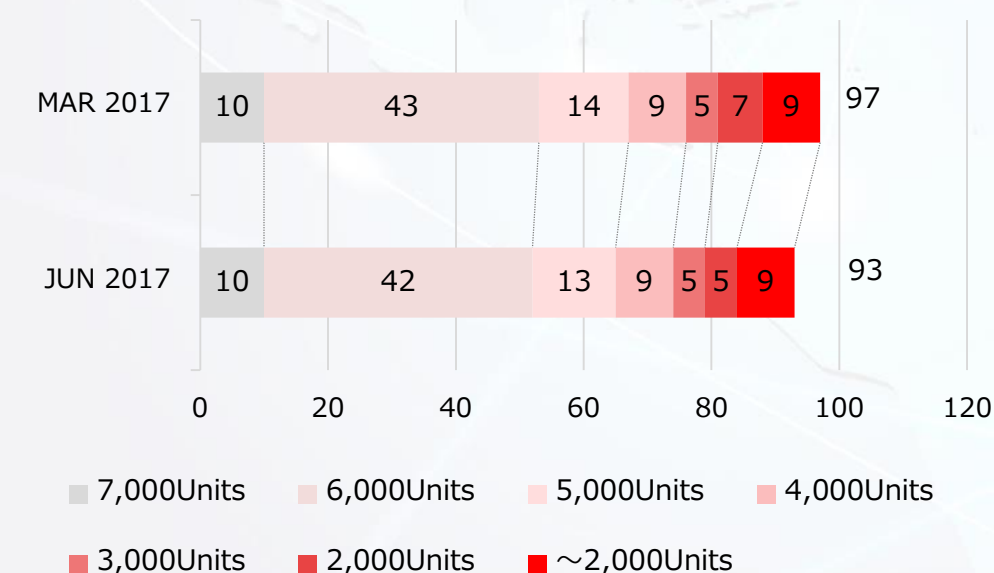 MAR 2017 10 43 14 9 5 7 9 97
JUN 2017 10 42 13 9 5 5 9 93
0 20 40 60 80 100 120
7,000Units 6,000Units 5,000Units 4,000Units
3,000Units 2,000Units ～2,000Units